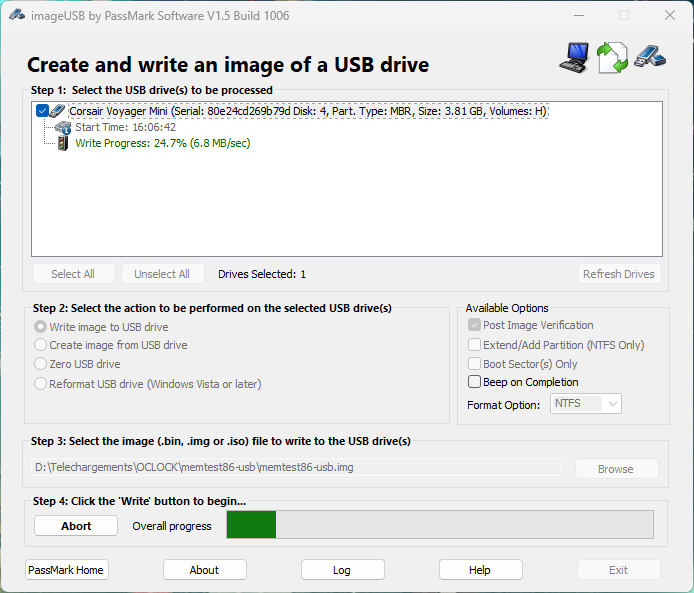 imageUSB by PassMark Software V1.5 Build 1006
Create and write an image of a USB drive
Step 1: Select the USB drive(s) to be processed
Corsair Voyager Mini (Serial: 80e24cd269b79d Disk: 4, Part. Type: MBR, Size: 3.81 GB, Volumes: H)
Start Time: 16:06:42
Write Progress: 24.7% (6.8 MB/sec)
Select All
Unselect All
Drives Selected: 1
Refresh Drives
Step 2: Select the action to be performed on the selected USB drive(s)
Write image to USB drive
Create image from USB drive
Zero USB drive
Reformat USB drive (Windows Vista or later)
Available Options
Post Image Verification
Extend/Add Partition (NTFS Only)
Boot Sector(s) Only
Beep on Completion
Format Option: NTFS
Step 3: Select the image (.bin, .img or .iso) file to write to the USB drive(s)
D:\Telechargements\OCLOCK\memtest86-usb\memtest86-usb.img
Browse
Step 4: Click the 'Write' button to begin...
Abort
Overall progress
PassMark Home
About
Log
Help
Exit